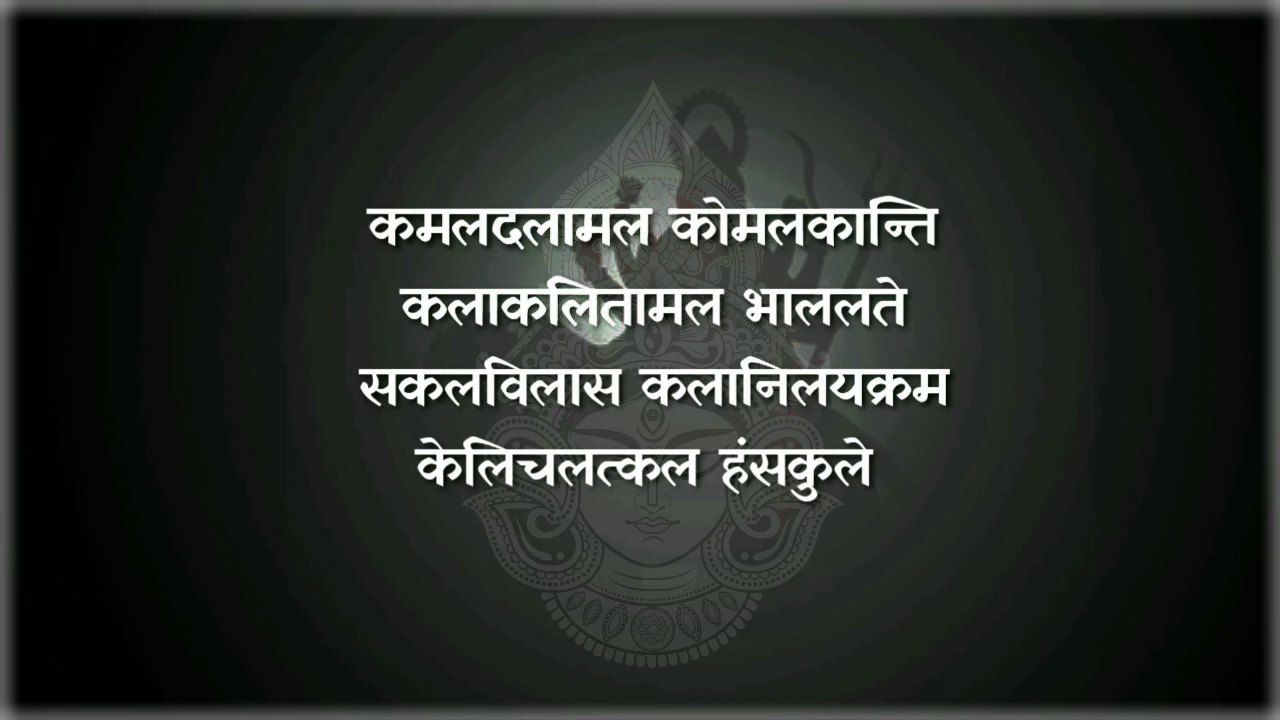 कमलदलामल कोमलकान्ति
कलाकलितामल भाललते
सकलविलास कलानिलयक्रम
केलिचलत्कल हंसकुले